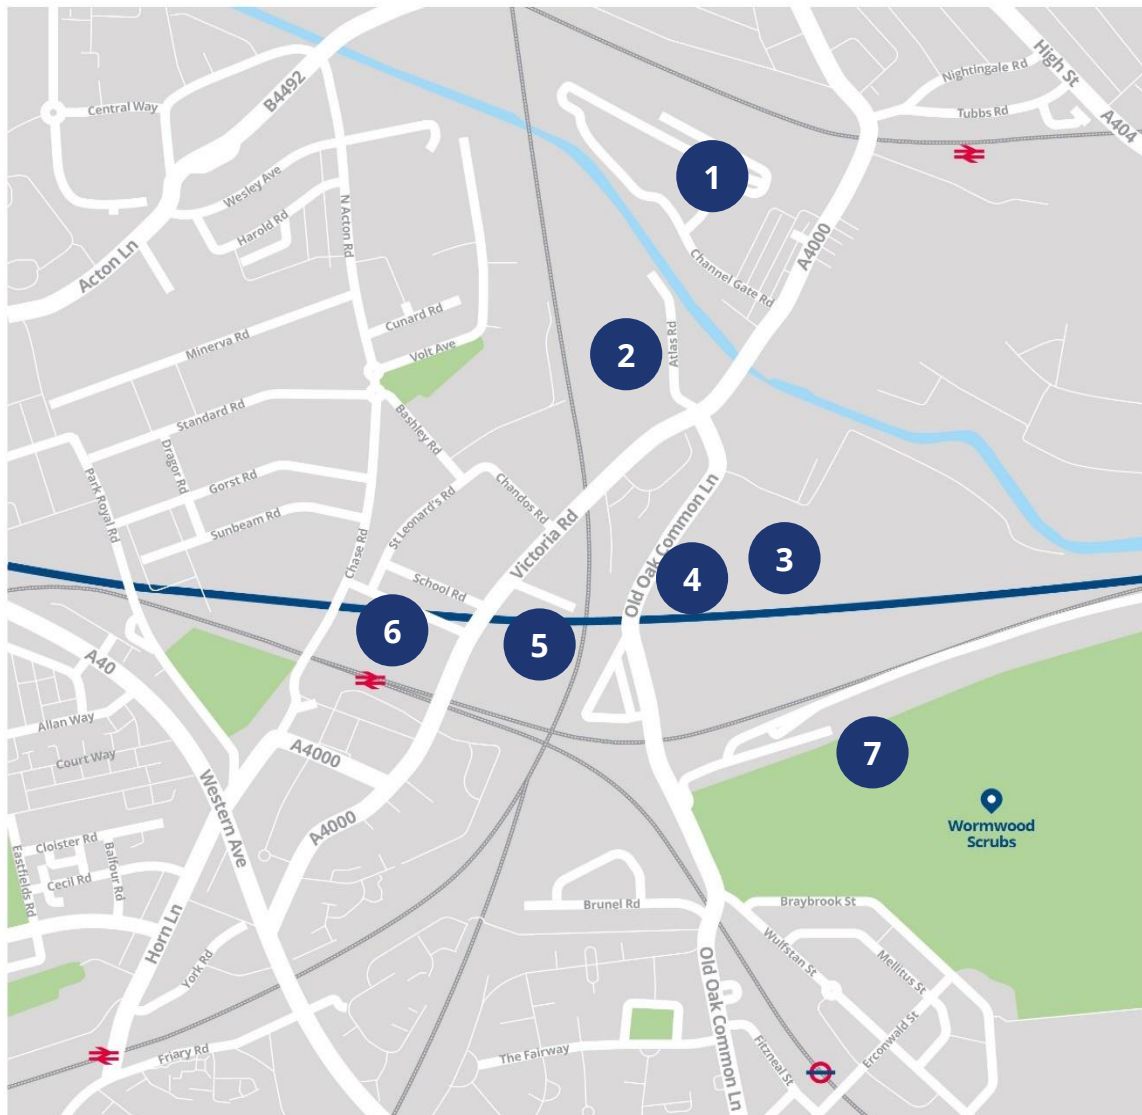 High St
Nightingale Rd
B4492
Central Way
Tubbs Rd
A404
1
Wesley Ave
N Acton Rd
Harold Rd
A4000
Acton Ln
Channel Gate Rd
Cunard Rd
Minerva Rd
Atlas Rd
2
Volt Ave
Standard Rd
Bashley Rd
Dragor Rd
Gorst Rd
Park Royal Rd
Chandos Rd
St Leonard's Rd
Sunbeam Rd
Victoria Rd
Old Oak Common Ln
Chase Rd
3
4
School Rd
6
5
A40
Allan Way
A4000
Court Way
7
Western Ave
Wormwood
Scrubs
A4000
Cloister Rd
Balfour Rd
Eastfields Rd
Cecil Rd
Brunel Rd
Braybrook St
Horn Ln
Wulfstan St
York Rd
Mellitus St
Old Oak Common Ln
Erconwald St
Friary Rd
The Fairway
Fitzneal St